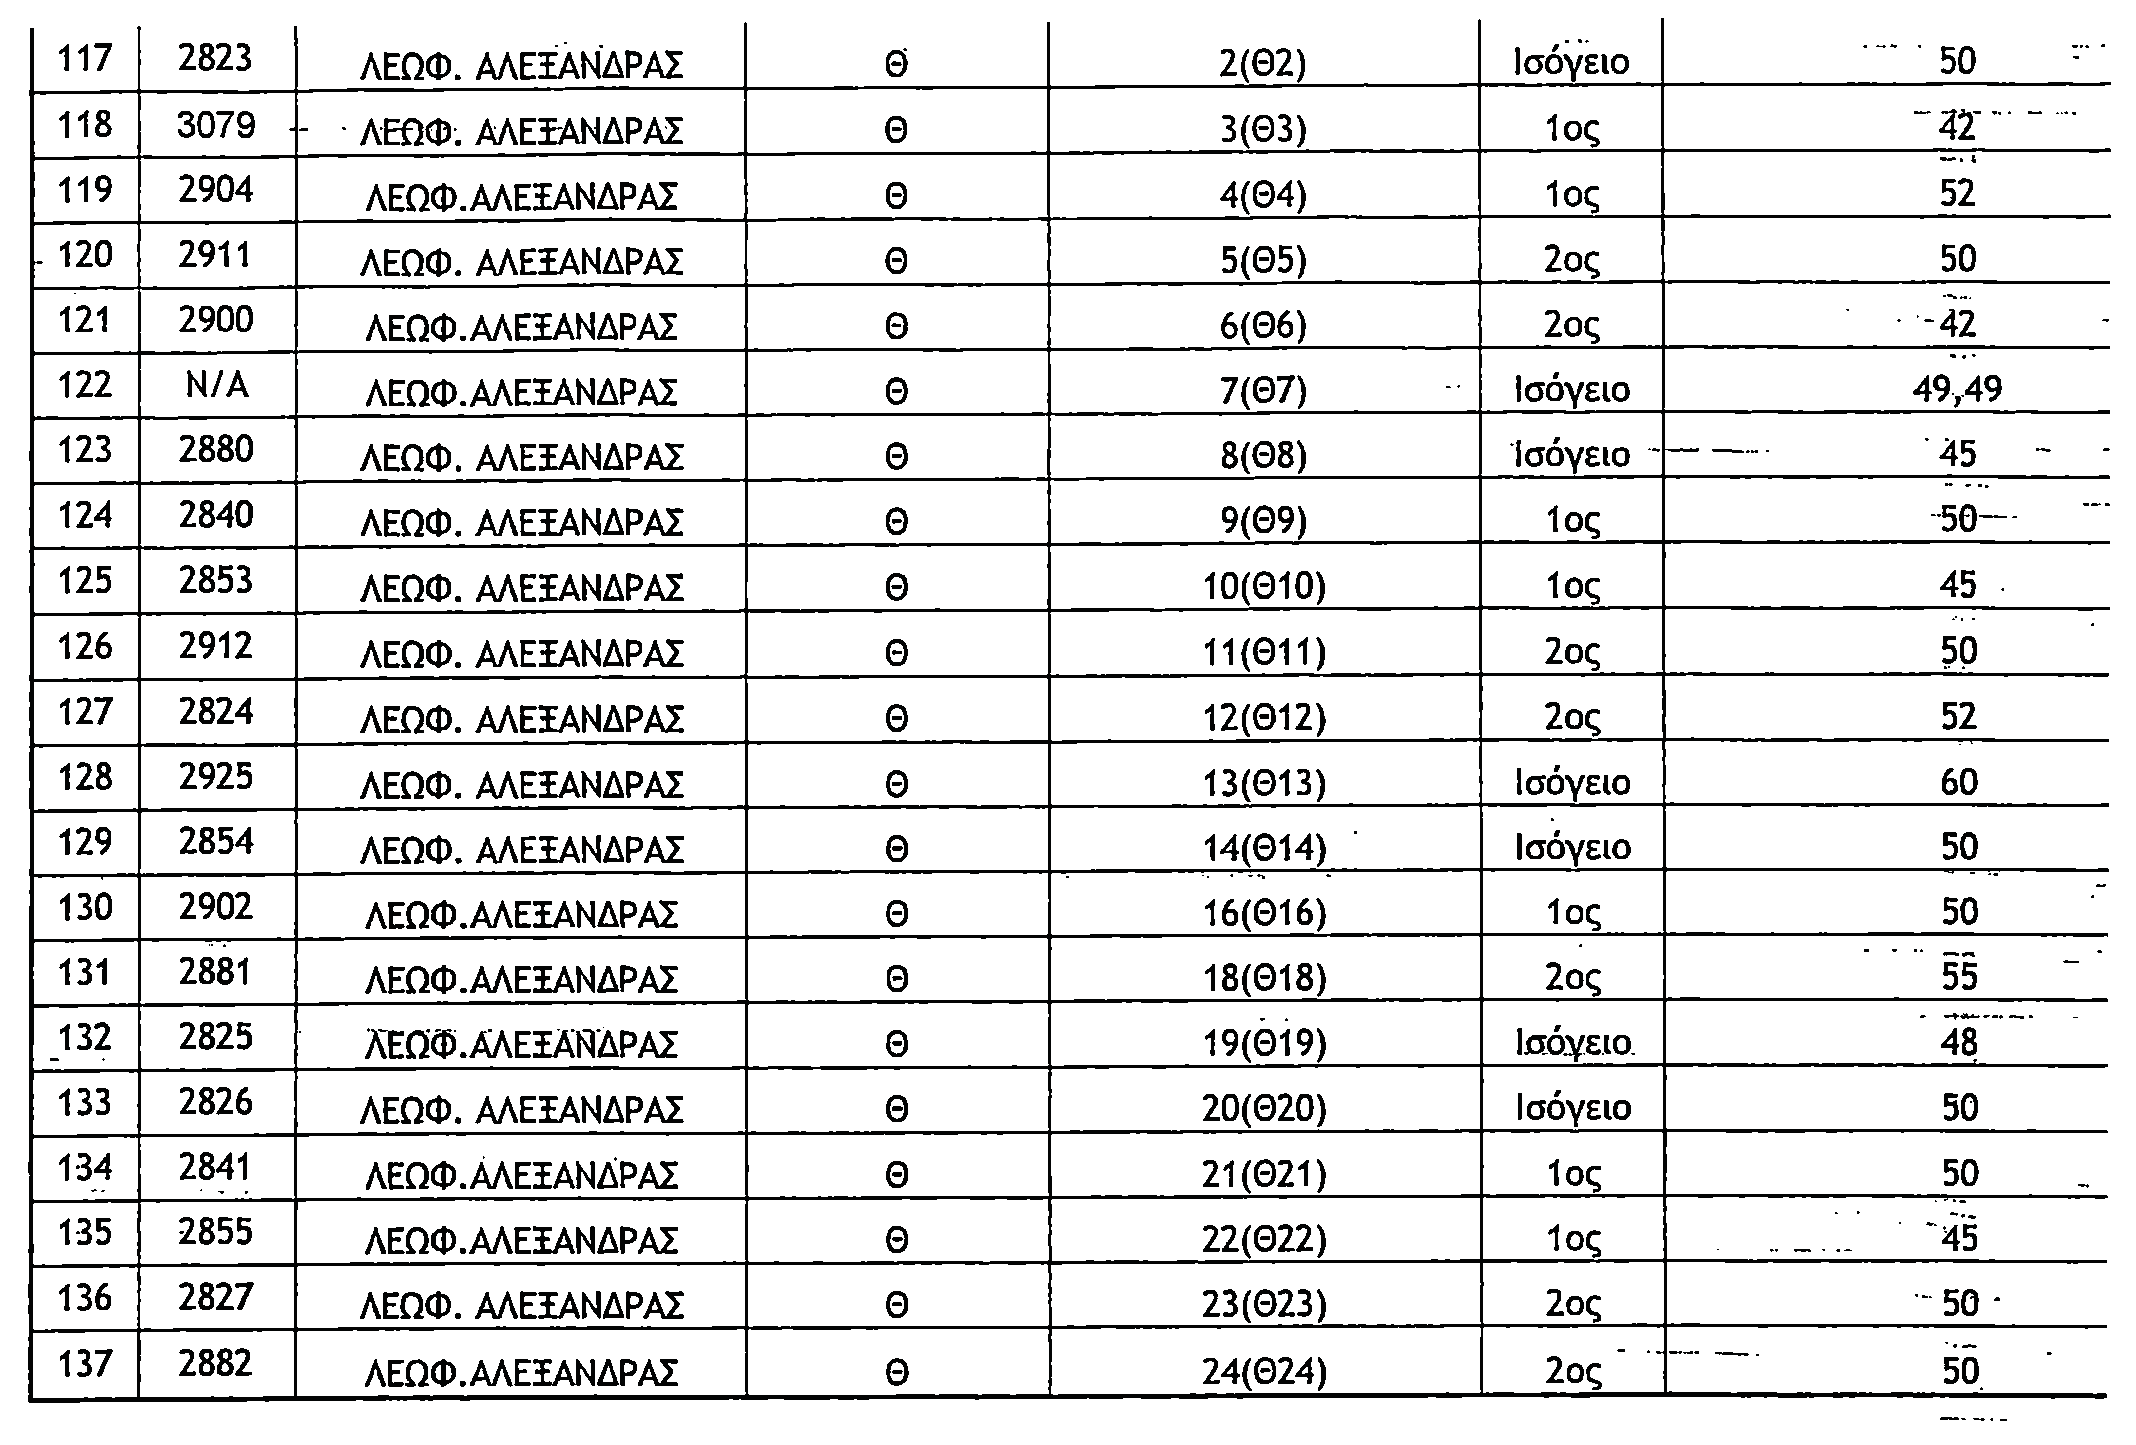 117 2823 ΛΕΩΦ. ΑΛΕΞΑΝΔΡΑΣ Θ 2(Θ2) Ισόγειο 50
118 3079 ΛΕΩΦ. ΑΛΕΞΑΝΔΡΑΣ Θ 3(Θ3) 1ος 42
119 2904 ΛΕΩΦ.ΑΛΕΞΑΝΔΡΑΣ Θ 4(Θ4) 1ος 52
120 2911 ΛΕΩΦ. ΑΛΕΞΑΝΔΡΑΣ Θ 5(Θ5) 2ος 50
121 2900 ΛΕΩΦ.ΑΛΕΞΑΝΔΡΑΣ Θ 6(Θ6) 2ος 42
122 N/A ΛΕΩΦ.ΑΛΕΞΑΝΔΡΑΣ Θ 7(Θ7) Ισόγειο 49,49
123 2880 ΛΕΩΦ. ΑΛΕΞΑΝΔΡΑΣ Θ 8(Θ8) Ισόγειο 45
124 2840 ΛΕΩΦ. ΑΛΕΞΑΝΔΡΑΣ Θ 9(Θ9) 1ος 50
125 2853 ΛΕΩΦ. ΑΛΕΞΑΝΔΡΑΣ Θ 10(Θ10) 1ος 45
126 2912 ΛΕΩΦ. ΑΛΕΞΑΝΔΡΑΣ Θ 11(Θ11) 2ος 50
127 2824 ΛΕΩΦ. ΑΛΕΞΑΝΔΡΑΣ Θ 12(Θ12) 2ος 52
128 2925 ΛΕΩΦ. ΑΛΕΞΑΝΔΡΑΣ Θ 13(Θ13) Ισόγειο 60
129 2854 ΛΕΩΦ. ΑΛΕΞΑΝΔΡΑΣ Θ 14(Θ14) Ισόγειο 50
130 2902 ΛΕΩΦ.ΑΛΕΞΑΝΔΡΑΣ Θ 16(Θ16) 1ος 50
131 2881 ΛΕΩΦ.ΑΛΕΞΑΝΔΡΑΣ Θ 18(Θ18) 2ος 55
132 2825 ΛΕΩΦ.ΑΛΕΞΑΝΔΡΑΣ Θ 19(Θ19) Ισόγειο 48
133 2826 ΛΕΩΦ. ΑΛΕΞΑΝΔΡΑΣ Θ 20(Θ20) Ισόγειο 50
134 2841 ΛΕΩΦ.ΑΛΕΞΑΝΔΡΑΣ Θ 21(Θ21) 1ος 50
135 2855 ΛΕΩΦ.ΑΛΕΞΑΝΔΡΑΣ Θ 22(Θ22) 1ος 45
136 2827 ΛΕΩΦ. ΑΛΕΞΑΝΔΡΑΣ Θ 23(Θ23) 2ος 50
137 2882 ΛΕΩΦ.ΑΛΕΞΑΝΔΡΑΣ Θ 24(Θ24) 2ος 50